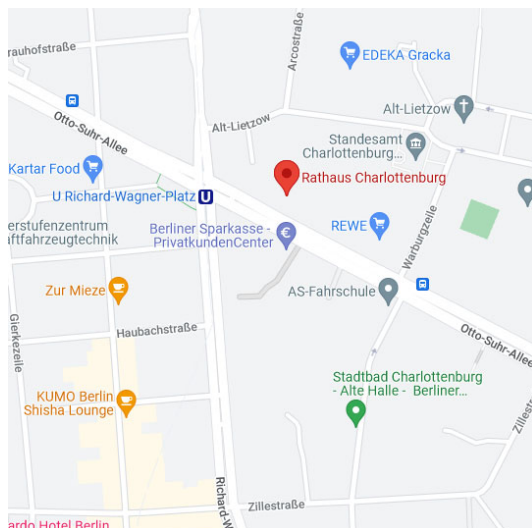 rauhofstraße
Arcostraße
EDEKA Gracka
Otto-Suhr-Allee
Alt-Lietzow
Alt-Lietzow
Standesamt
Charlottenburg...
Kartar Food
Rathaus Charlottenburg
U Richard-Wagner-Platz
U
erstufenzentrum
aftfahrzeugtechnik
Berliner Sparkasse -
PrivatkundenCenter
€
REWE
Warburgzeile
Zur Mieze
AS-Fahrschule
Gierkezeile
Haubachstraße
Otto-Suhr-Allee
KUMO Berlin
Shisha Lounge
Stadtbad Charlottenburg
- Alte Halle - Berliner...
Zillestraße
Richard-W
Zillestraße
ardo Hotel Berlin